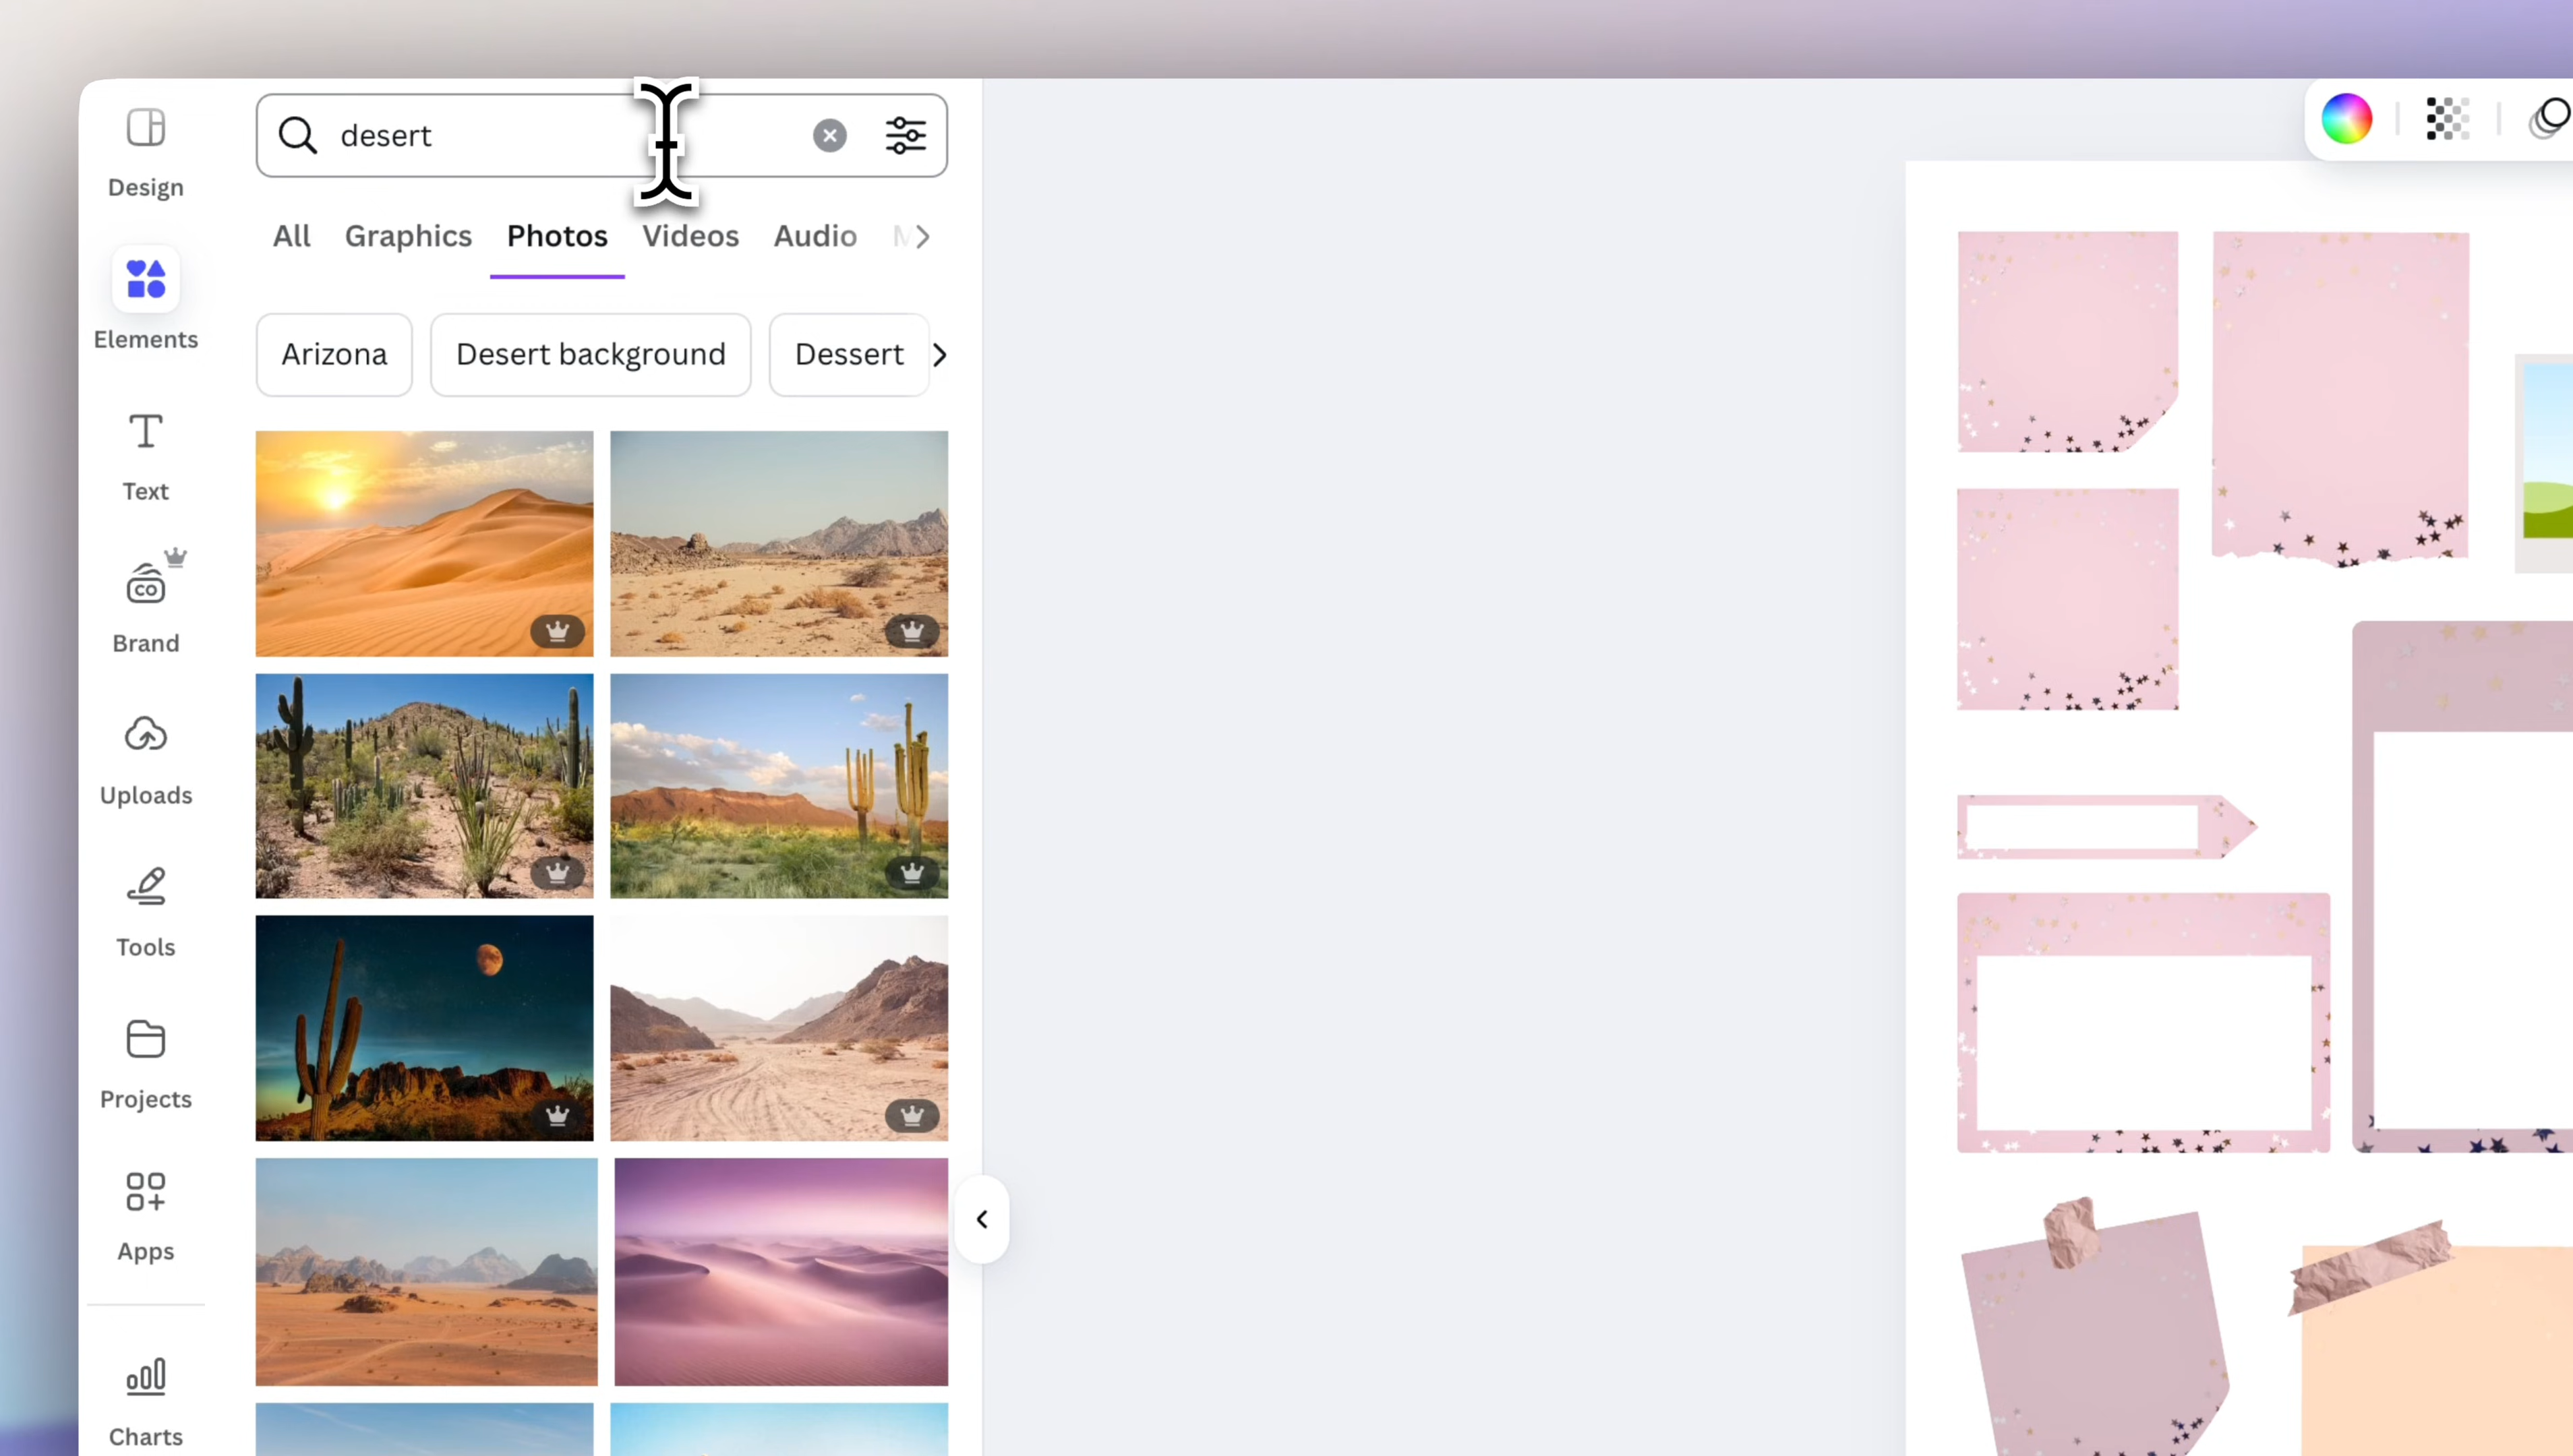 desert
All Graphics Photos Videos Audio
Arizona Desert background Dessert
Design
Elements
Text
CO
Brand
Uploads
Tools
Projects
Apps
Charts